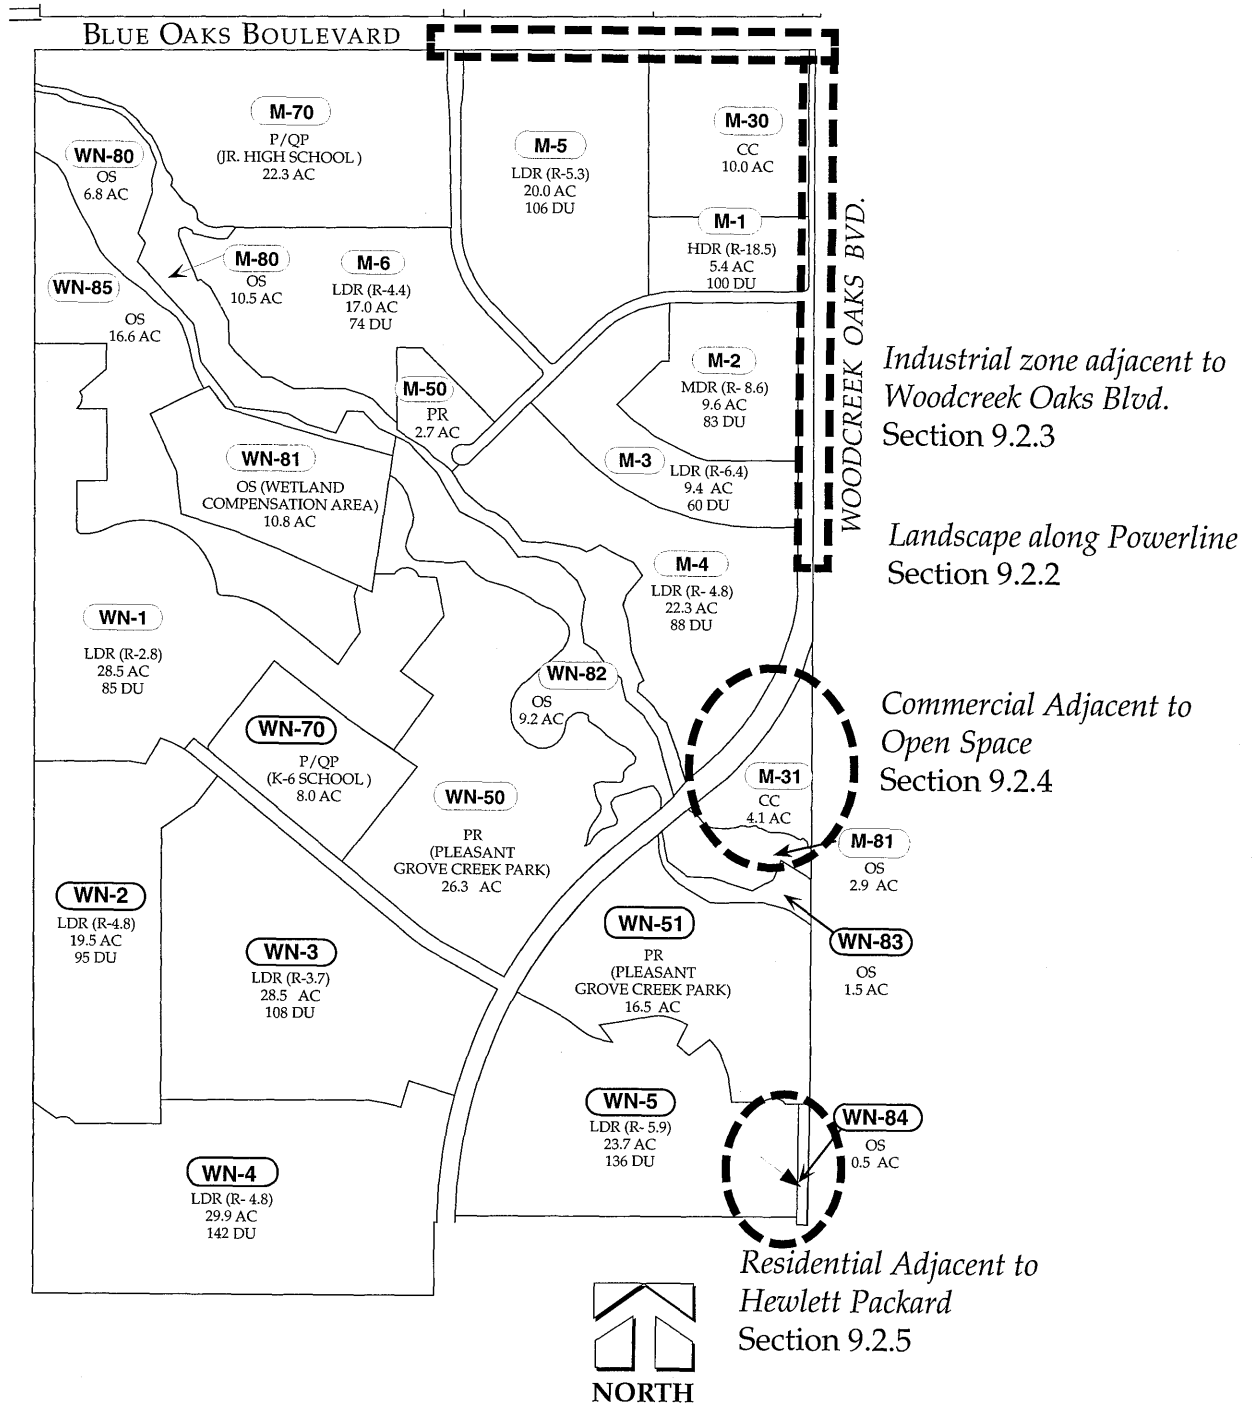 BLUE OAKS BOULEVARD
M-70
P/QP
(JR. HIGH SCHOOL )
22.3 AC
M-5
LDR (R-5.3)
20.0 AC
106 DU
M-30
CC
10.0 AC
WN-80
OS
6.8 AC
M-1
HDR (R-18.5)
5.4 AC
100 DU
M-80
OS
10.5 AC
M-6
LDR (R-4.4)
17.0 AC
74 DU
WN-85
OS
16.6 AC
WOODCREEK OAKS BVD.
M-2
MDR (R- 8.6)
9.6 AC
83 DU
Industrial zone adjacent to
Woodcreek Oaks Blvd.
Section 9.2.3
M-50
PR
2.7 AC
WN-81
OS (WETLAND
COMPENSATION AREA)
10.8 AC
M-3
LDR (R-6.4)
9.4 AC
60 DU
Landscape along Powerline
Section 9.2.2
M-4
LDR (R- 4.8)
22.3 AC
88 DU
WN-1
LDR (R-2.8)
28.5 AC
85 DU
WN-82
OS
9.2 AC
Commercial Adjacent to
Open Space
Section 9.2.4
WN-70
P/QP
(K-6 SCHOOL )
8.0 AC
M-31
CC
4.1 AC
WN-50
PR
(PLEASANT
GROVE CREEK PARK)
26.3 AC
M-81
OS
2.9 AC
WN-2
LDR (R-4.8)
19.5 AC
95 DU
WN-51
PR
(PLEASANT
GROVE CREEK PARK)
16.5 AC
WN-83
OS
1.5 AC
WN-3
LDR (R-3.7)
28.5 AC
108 DU
WN-5
LDR (R- 5.9)
23.7 AC
136 DU
WN-84
OS
0.5 AC
WN-4
LDR (R- 4.8)
29.9 AC
142 DU
Residential Adjacent to
Hewlett Packard
Section 9.2.5
NORTH